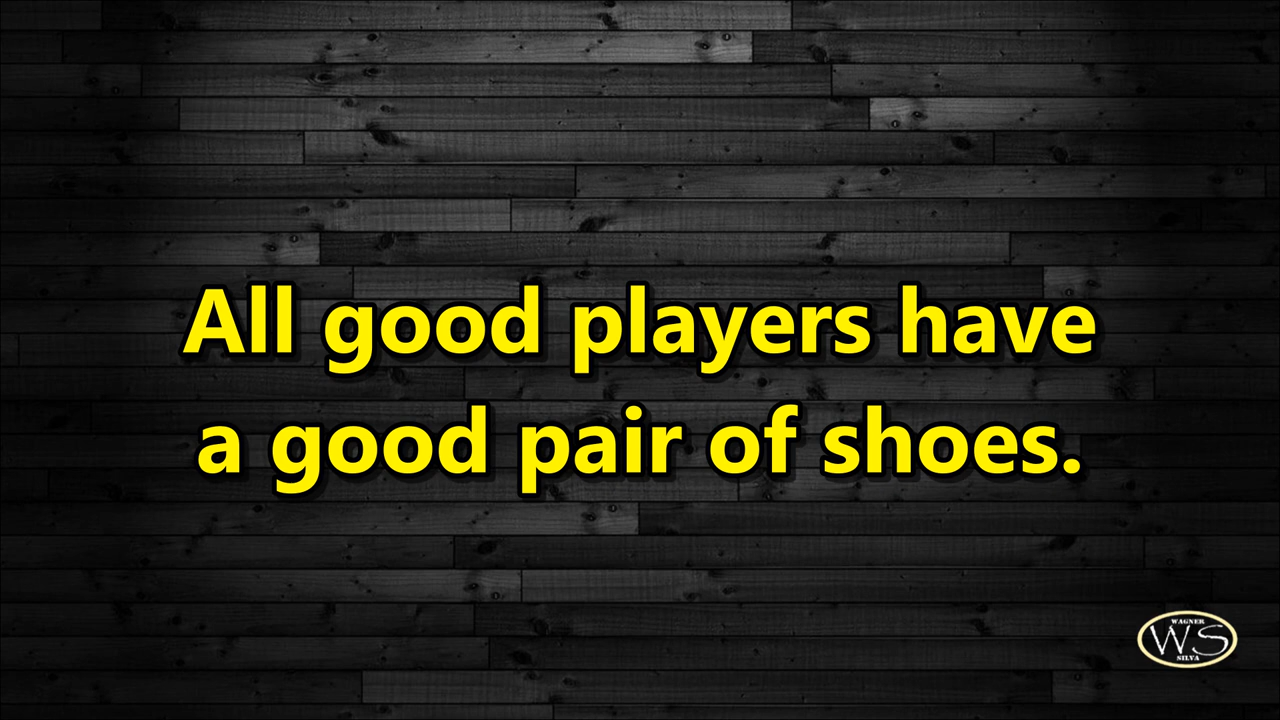 All good players have
a good pair of shoes.
WAGNER
WS
SILVA